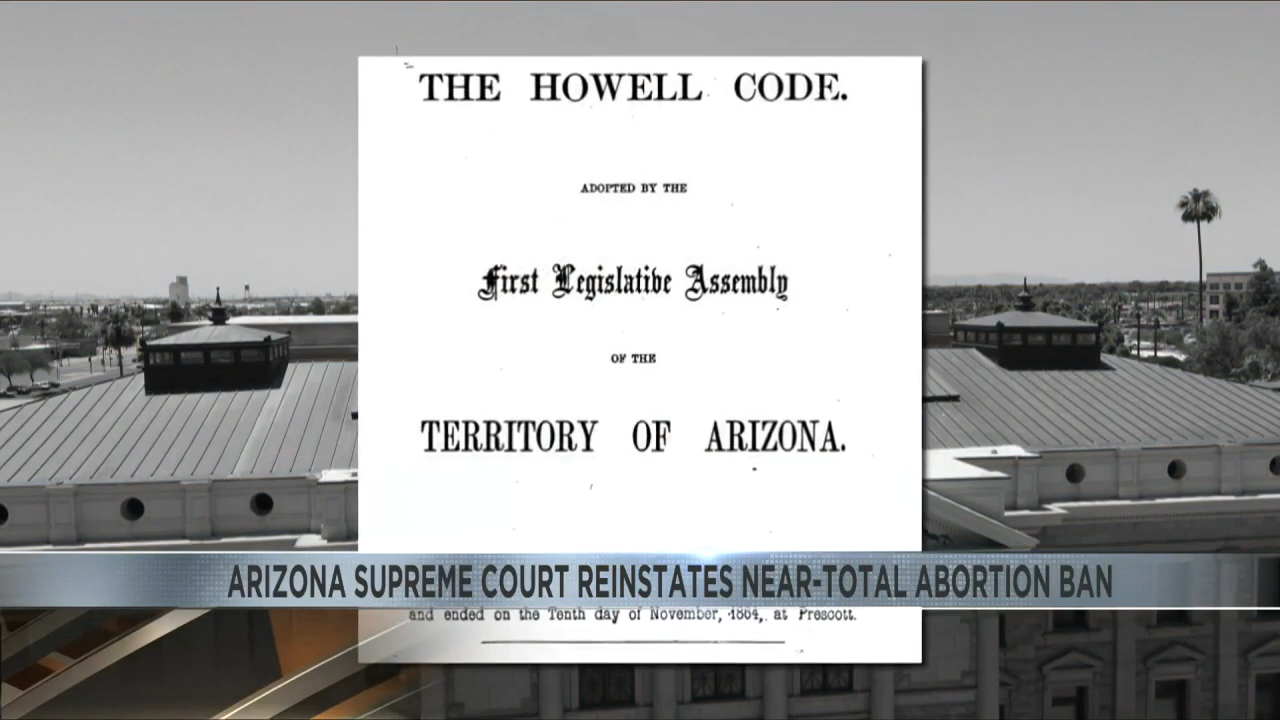 THE HOWELL CODE.
ADOPTED BY THE
First Legislative Assembly
OF THE
TERRITORY OF ARIZONA.
ARIZONA SUPREME COURT REINSTATES NEAR-TOTAL ABORTION BAN
and ended on the Tenth day of November, 1864, at Prescott.